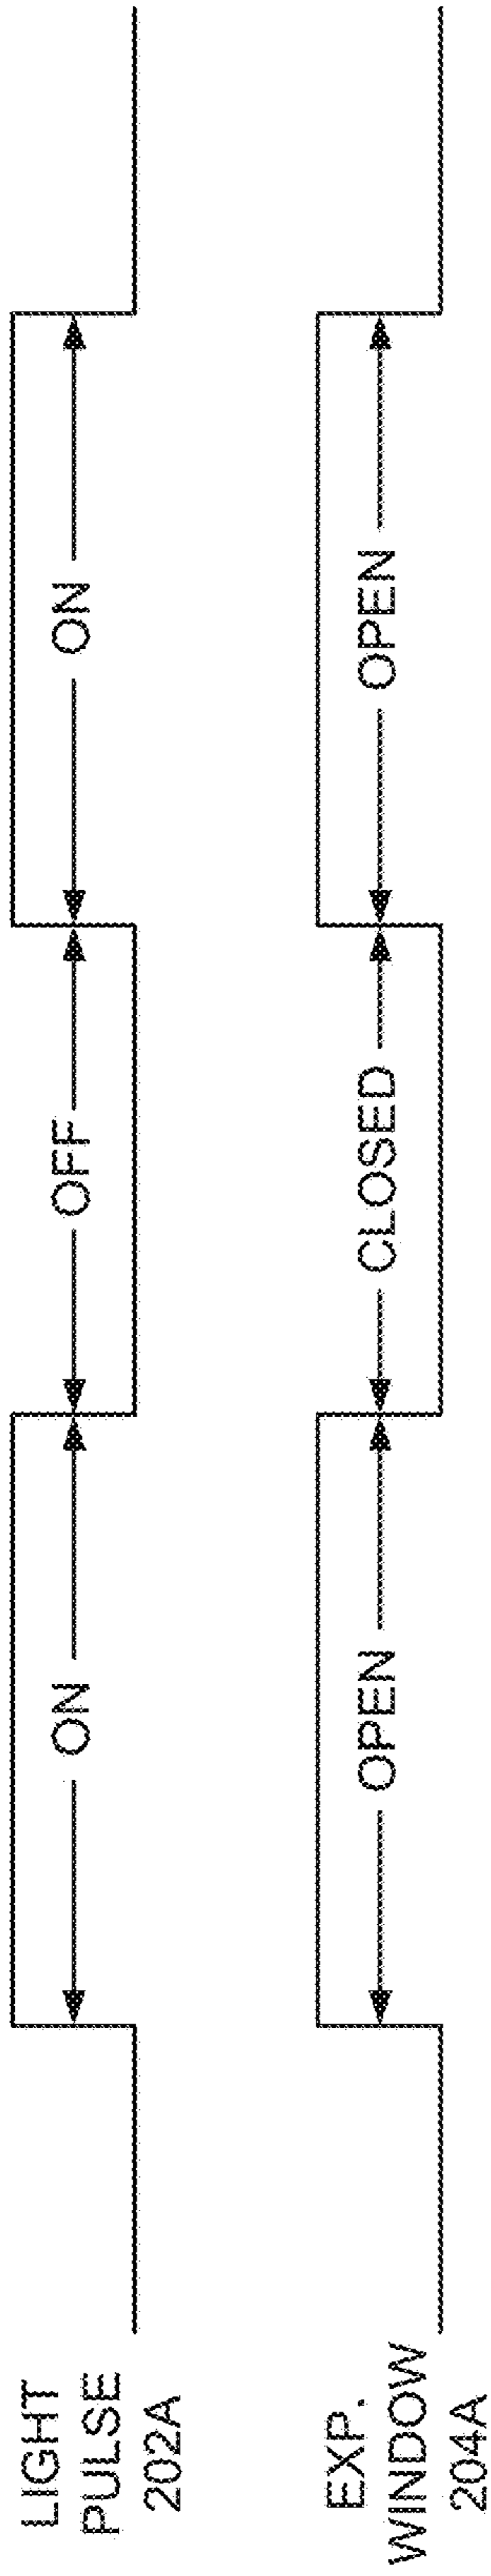 LIGHT
PULSE
202A
ON
OFF
ON
EXP.
WINDOW
204A
OPEN
CLOSED
OPEN